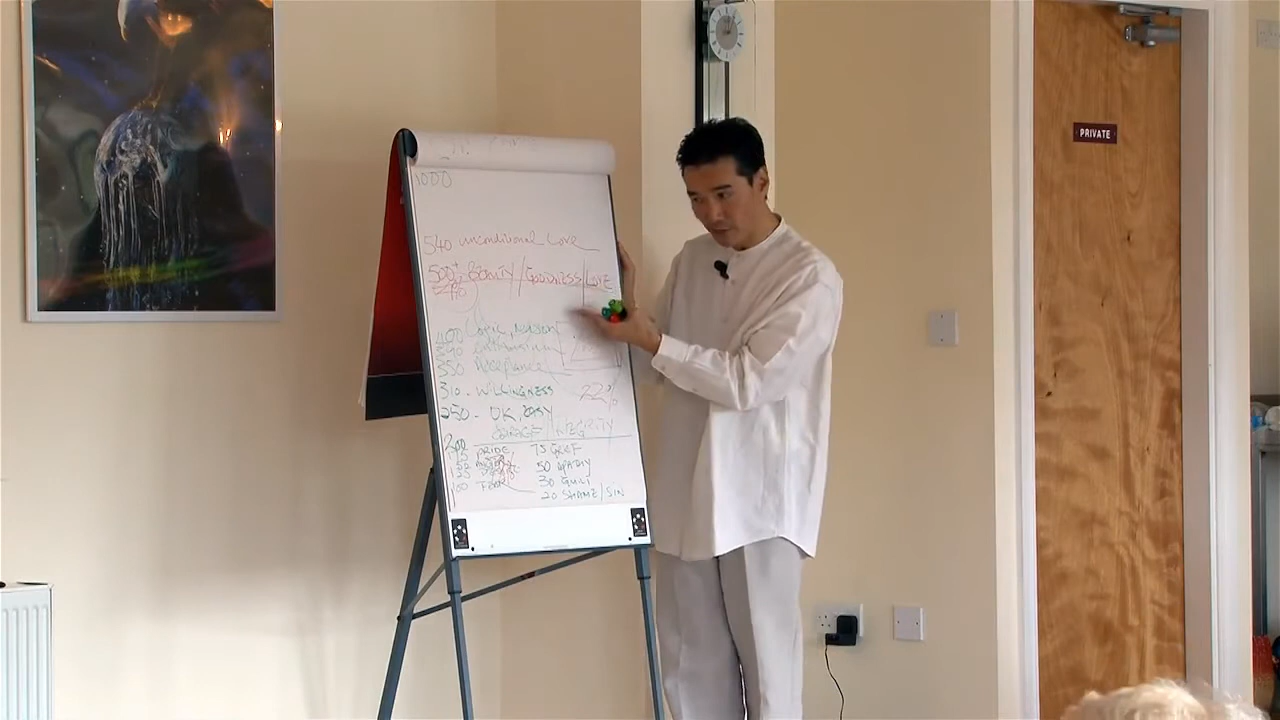 1000
540 unconditional Love
500+ BEAUTY / GOODNESS / LOVE
400 Logic, REASON
350 Acceptance
310 - WILLINGNESS
22%
250 - OK, EASY
COURAGE / INTEGRITY
200
PRIDE, 75 GRIEF
50 APATHY
30 GUILT
100 FEAR 20 SHAME / SIN
PRIVATE